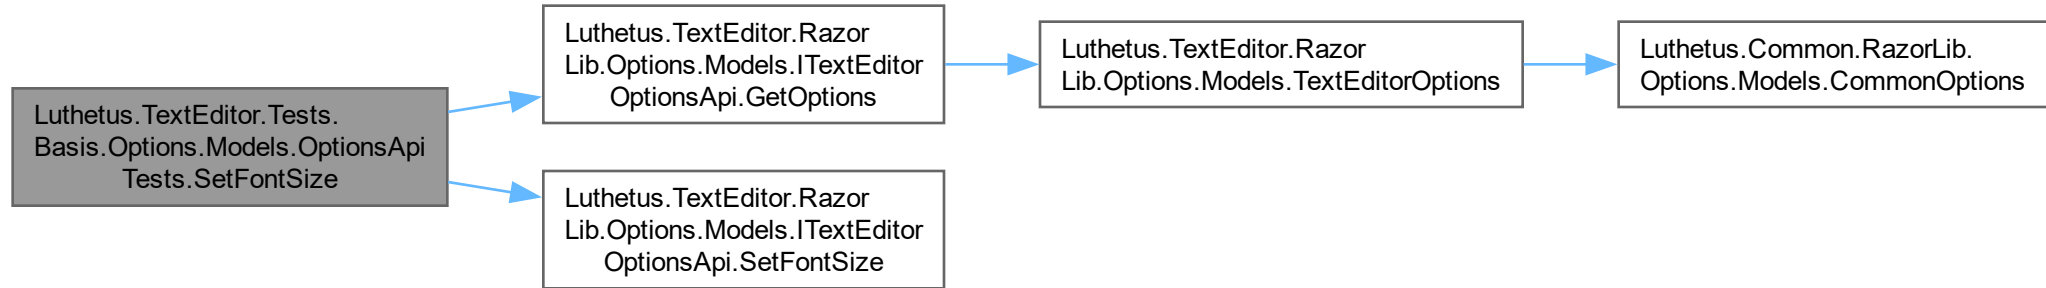 Luthetus.TextEditor.Tests.
Basis.Options.Models.OptionsApi
Tests.SetFontSize
Luthetus.TextEditor.Razor
Lib.Options.Models.ITextEditor
OptionsApi.GetOptions
Luthetus.TextEditor.Razor
Lib.Options.Models.TextEditorOptions
Luthetus.Common.RazorLib.
Options.Models.CommonOptions
Luthetus.TextEditor.Razor
Lib.Options.Models.ITextEditor
OptionsApi.SetFontSize